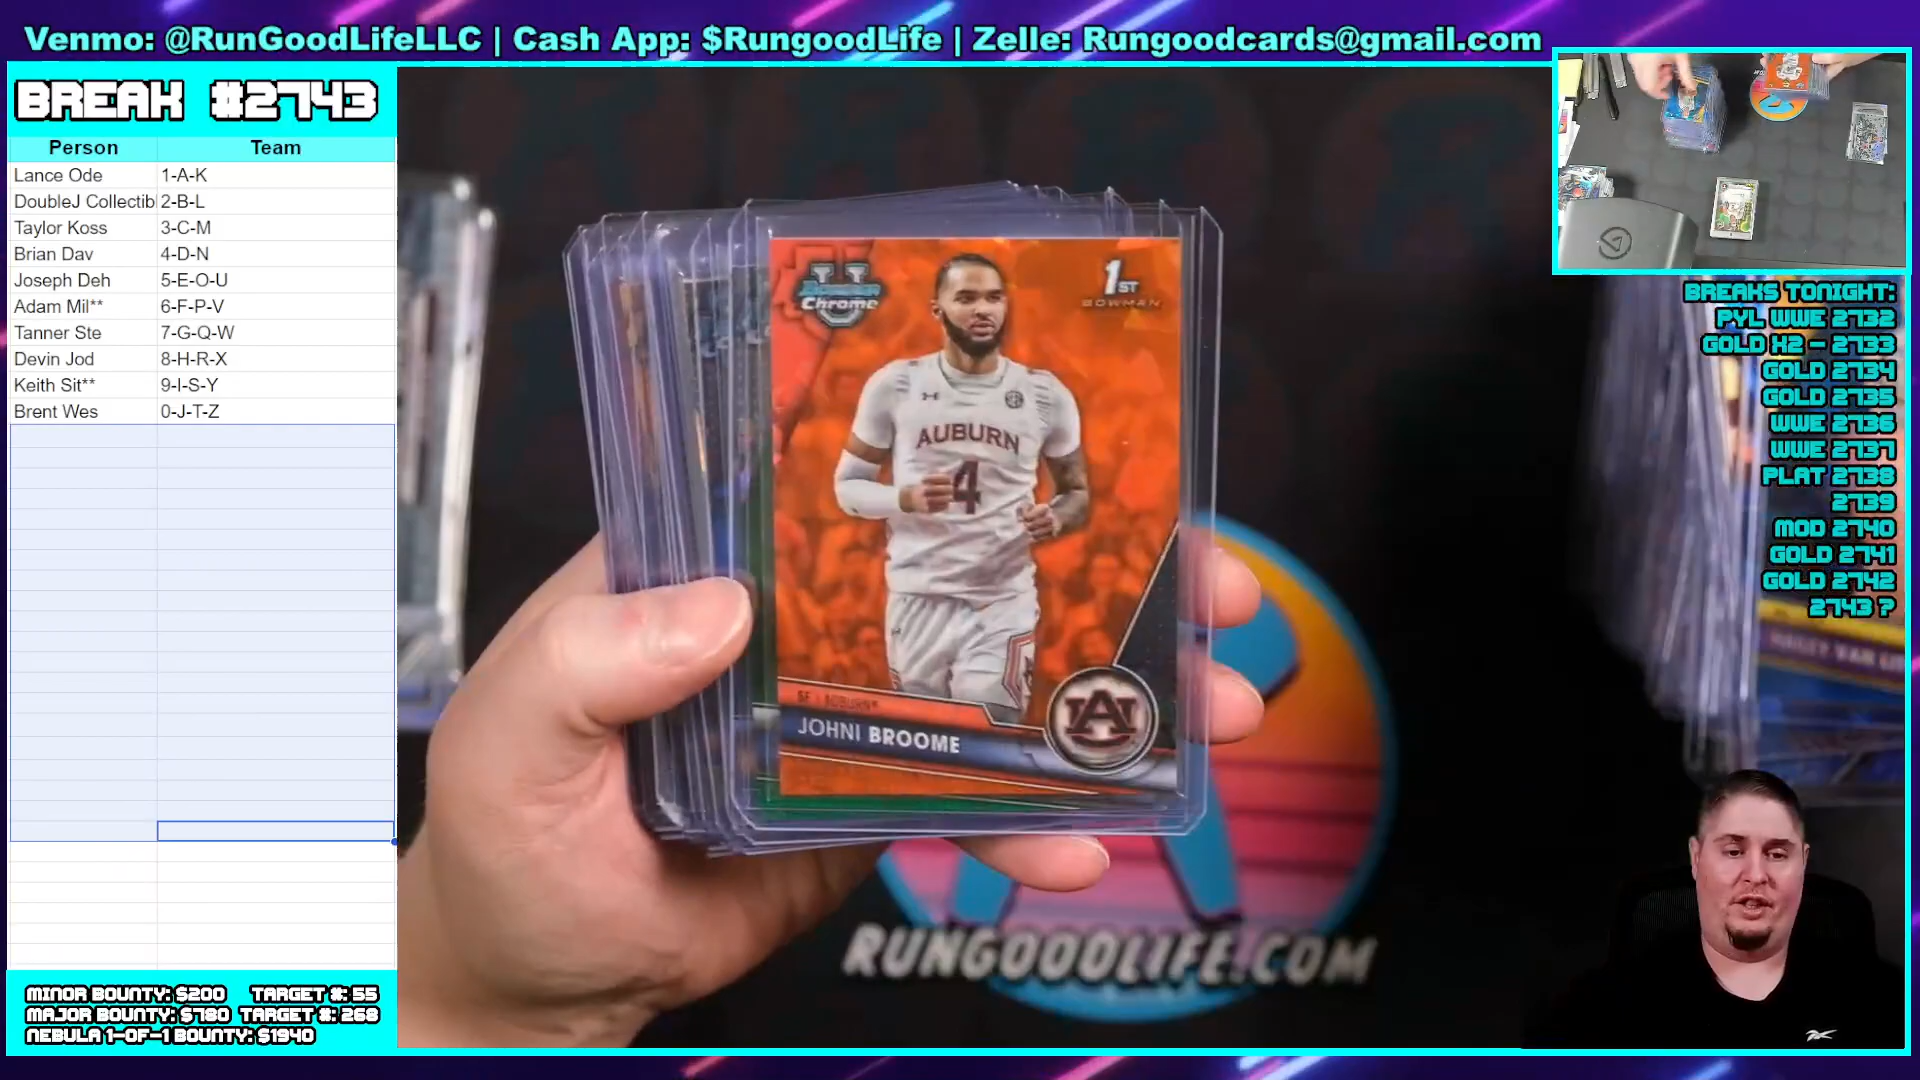 Venmo: @RunGoodLifeLLC | Cash App: $RungoodLife | Zelle: Rungoodcards@gmail.com
BREAK #2743
Person Team
Lance Ode 1-A-K
DoubleJ Collectib 2-B-L
Taylor Koss 3-C-M
Brian Dav 4-D-N
Joseph Deh 5-E-O-U
Adam Mil** 6-F-P-V
Tanner Ste 7-G-Q-W
Devin Jod 8-H-R-X
Keith Sit** 9-I-S-Y
Brent Wes 0-J-T-Z
MINOR BOUNTY: $200 TARGET #: 55
MAJOR BOUNTY: $780 TARGET #: 268
NEBULA 1-OF-1 BOUNTY: $1940
U
Bowman
Chrome
1ST
BOWMAN
AUBURN
4
SF | AUBURN
JOHNI BROOME
AU
RUNGOODLIFE.COM
BREAKS TONIGHT:
PYL WWE 2732
GOLD X2 - 2733
GOLD 2734
GOLD 2735
WWE 2736
WWE 2737
PLAT 2738
2739
MOD 2740
GOLD 2741
GOLD 2742
2743 ?